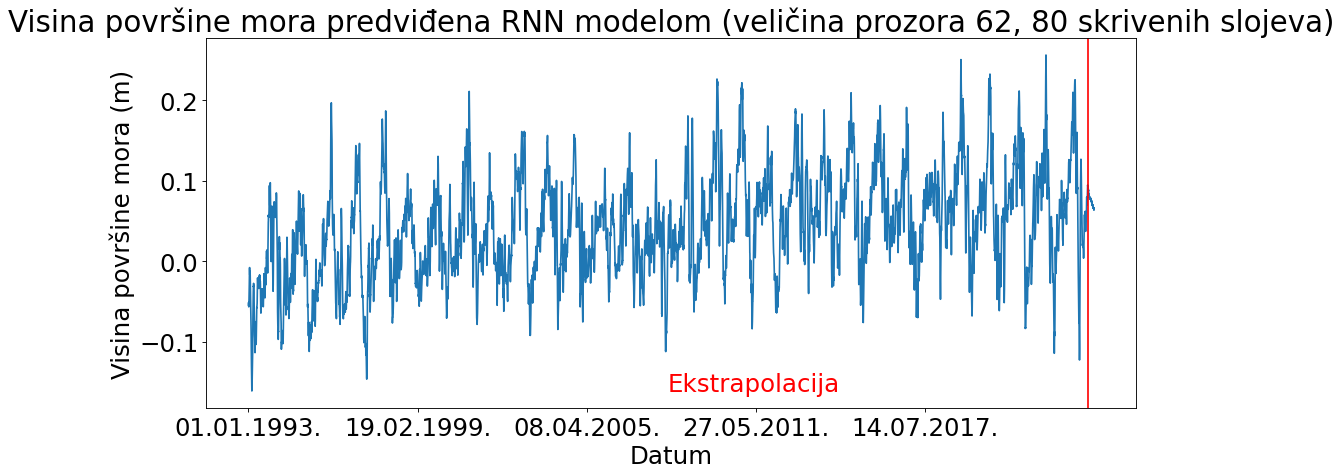 Visina površine mora predviđena RNN modelom (veličina prozora 62, 80 skrivenih slojeva)
Visina površine mora (m)
0.2
0.1
0.0
−0.1
Ekstrapolacija
01.01.1993. 19.02.1999. 08.04.2005. 27.05.2011. 14.07.2017.
Datum